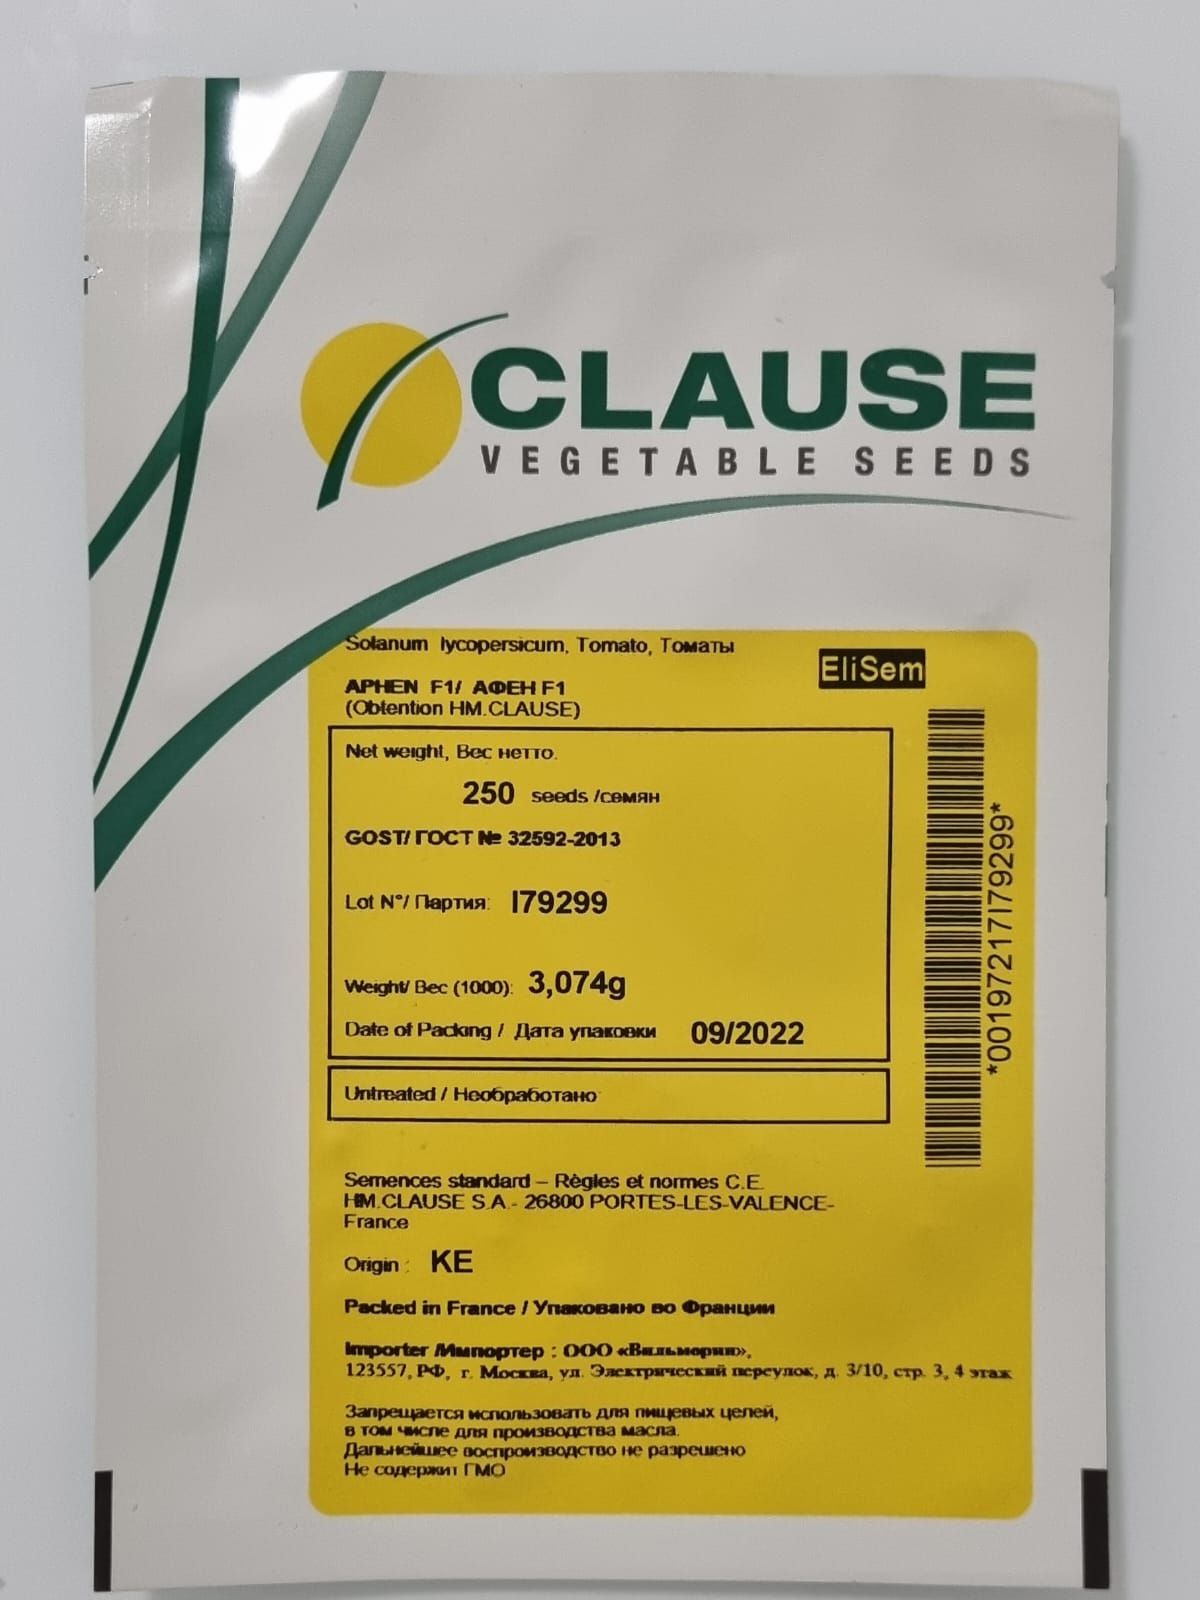 CLAUSE
VEGETABLE SEEDS
Solanum lycopersicum, Tomato, Томаты
EliSem
APHEN F1/ АФЕН F1
(Obtention HM.CLAUSE)
Net weight, Вес нетто.
250 seeds /семян
GOST/ ГОСТ № 32592-2013
Lot N°/ Партия: I79299
Weight/ Вес (1000): 3,074g
Date of Packing / Дата упаковки 09/2022
Untreated / Необработано
*00197217I79299*
Semences standard – Règles et normes C.E.
HM.CLAUSE S.A.- 26800 PORTES-LES-VALENCE-
France
Origin : KE
Packed in France / Упаковано во Франции
Importer /Импортер : ООО «Вильморин»,
123557, РФ, г. Москва, ул. Электрический переулок, д. 3/10, стр. 3, 4 этаж
Запрещается использовать для пищевых целей,
в том числе для производства масла.
Дальнейшее воспроизводство не разрешено
Не содержит ГМО